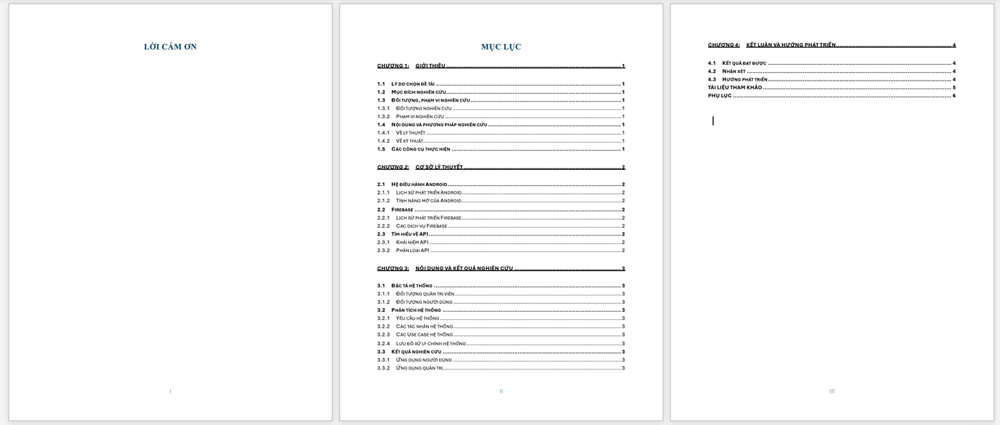 LỜI CẢM ƠN
I
MỤC LỤC
CHƯƠNG 1: GIỚI THIỆU 1
1.1 LÝ DO CHỌN ĐỀ TÀI 1
1.2 MỤC ĐÍCH NGHIÊN CỨU 1
1.3 ĐỐI TƯỢNG, PHẠM VI NGHIÊN CỨU 1
1.3.1 ĐỐI TƯỢNG NGHIÊN CỨU 1
1.3.2 PHẠM VI NGHIÊN CỨU 1
1.4 NỘI DUNG VÀ PHƯƠNG PHÁP NGHIÊN CỨU 1
1.4.1 VỀ LÝ THUYẾT 1
1.4.2 VỀ KỸ THUẬT 1
1.5 CÁC CÔNG CỤ THỰC HIỆN 1
CHƯƠNG 2: CƠ SỞ LÝ THUYẾT 2
2.1 HỆ ĐIỀU HÀNH ANDROID 2
2.1.1 LỊCH SỬ PHÁT TRIỂN ANDROID 2
2.1.2 TÍNH NĂNG MỞ CỦA ANDROID 2
2.2 FIREBASE 2
2.2.1 LỊCH SỬ PHÁT TRIỂN FIREBASE 2
2.2.2 CÁC DỊCH VỤ FIREBASE 2
2.3 TÌM HIỂU VỀ API 2
2.3.1 KHÁI NIỆM API 2
2.3.2 PHÂN LOẠI API 2
CHƯƠNG 3: NỘI DUNG VÀ KẾT QUẢ NGHIÊN CỨU 3
3.1 ĐẶC TẢ HỆ THỐNG 3
3.1.1 ĐỐI TƯỢNG QUẢN TRỊ VIÊN 3
3.1.2 ĐỐI TƯỢNG NGƯỜI DÙNG 3
3.2 PHÂN TÍCH HỆ THỐNG 3
3.2.1 YÊU CẦU HỆ THỐNG 3
3.2.2 CÁC TÁC NHÂN HỆ THỐNG 3
3.2.3 CÁC USE CASE HỆ THỐNG 3
3.2.4 LƯU ĐỒ XỬ LÝ CHÍNH HỆ THỐNG 3
3.3 KẾT QUẢ NGHIÊN CỨU 3
3.3.1 ỨNG DỤNG NGƯỜI DÙNG 3
3.3.2 ỨNG DỤNG QUẢN TRỊ 3
II
CHƯƠNG 4: KẾT LUẬN VÀ HƯỚNG PHÁT TRIỂN 4
4.1 KẾT QUẢ ĐẠT ĐƯỢC 4
4.2 NHẬN XÉT 4
4.3 HƯỚNG PHÁT TRIỂN 4
TÀI LIỆU THAM KHẢO 5
PHỤ LỤC 6
III